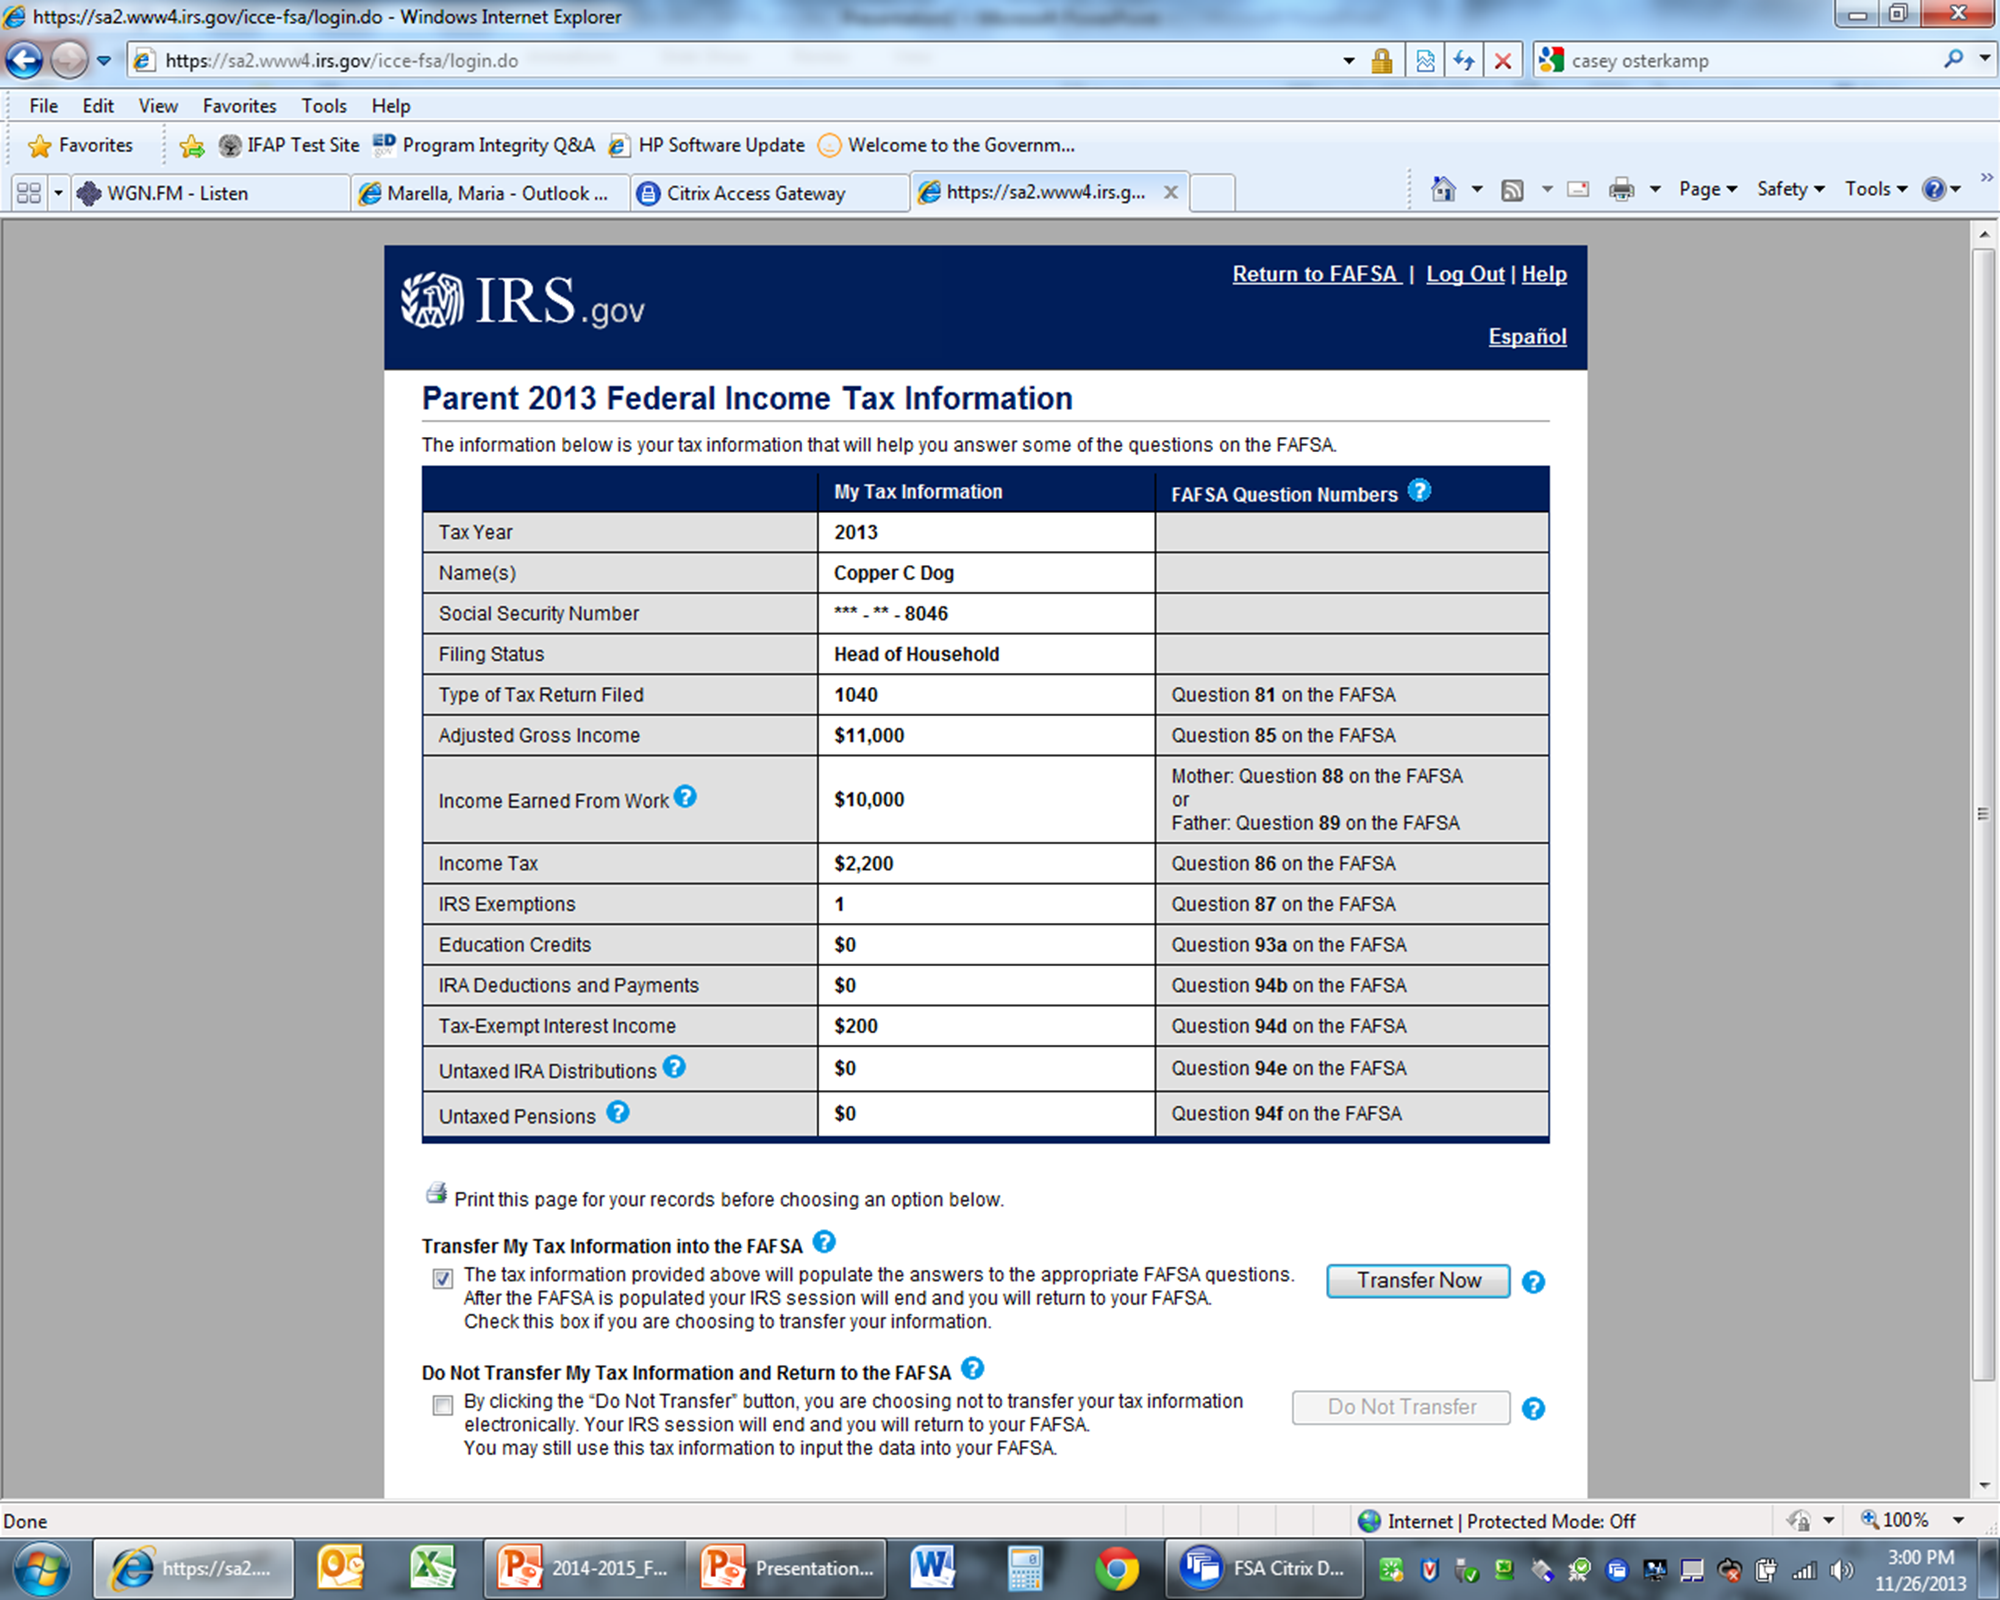 https://sa2.www4.irs.gov/icce-fsa/login.do - Windows Internet Explorer
https://sa2.www4.irs.gov/icce-fsa/login.do
casey osterkamp
File Edit View Favorites Tools Help
Favorites IFAP Test Site Program Integrity Q&A HP Software Update Welcome to the Governm...
WGN.FM - Listen Marella, Maria - Outlook ... Citrix Access Gateway https://sa2.www4.irs.g... Page Safety Tools
IRS.gov
Return to FAFSA | Log Out | Help
Español
Parent 2013 Federal Income Tax Information
The information below is your tax information that will help you answer some of the questions on the FAFSA.
My Tax Information FAFSA Question Numbers ?
Tax Year 2013
Name(s) Copper C Dog
Social Security Number *** - ** - 8046
Filing Status Head of Household
Type of Tax Return Filed 1040 Question 81 on the FAFSA
Adjusted Gross Income $11,000 Question 85 on the FAFSA
Income Earned From Work ? $10,000 Mother: Question 88 on the FAFSA
or
Father: Question 89 on the FAFSA
Income Tax $2,200 Question 86 on the FAFSA
IRS Exemptions 1 Question 87 on the FAFSA
Education Credits $0 Question 93a on the FAFSA
IRA Deductions and Payments $0 Question 94b on the FAFSA
Tax-Exempt Interest Income $200 Question 94d on the FAFSA
Untaxed IRA Distributions ? $0 Question 94e on the FAFSA
Untaxed Pensions ? $0 Question 94f on the FAFSA
Print this page for your records before choosing an option below.
Transfer My Tax Information into the FAFSA ?
The tax information provided above will populate the answers to the appropriate FAFSA questions.
After the FAFSA is populated your IRS session will end and you will return to your FAFSA.
Check this box if you are choosing to transfer your information.
Transfer Now ?
Do Not Transfer My Tax Information and Return to the FAFSA ?
By clicking the “Do Not Transfer” button, you are choosing not to transfer your tax information
electronically. Your IRS session will end and you will return to your FAFSA.
You may still use this tax information to input the data into your FAFSA.
Do Not Transfer ?
Done Internet | Protected Mode: Off 100%
https://sa2.... 2014-2015_F... Presentation... FSA Citrix D... 3:00 PM
11/26/2013